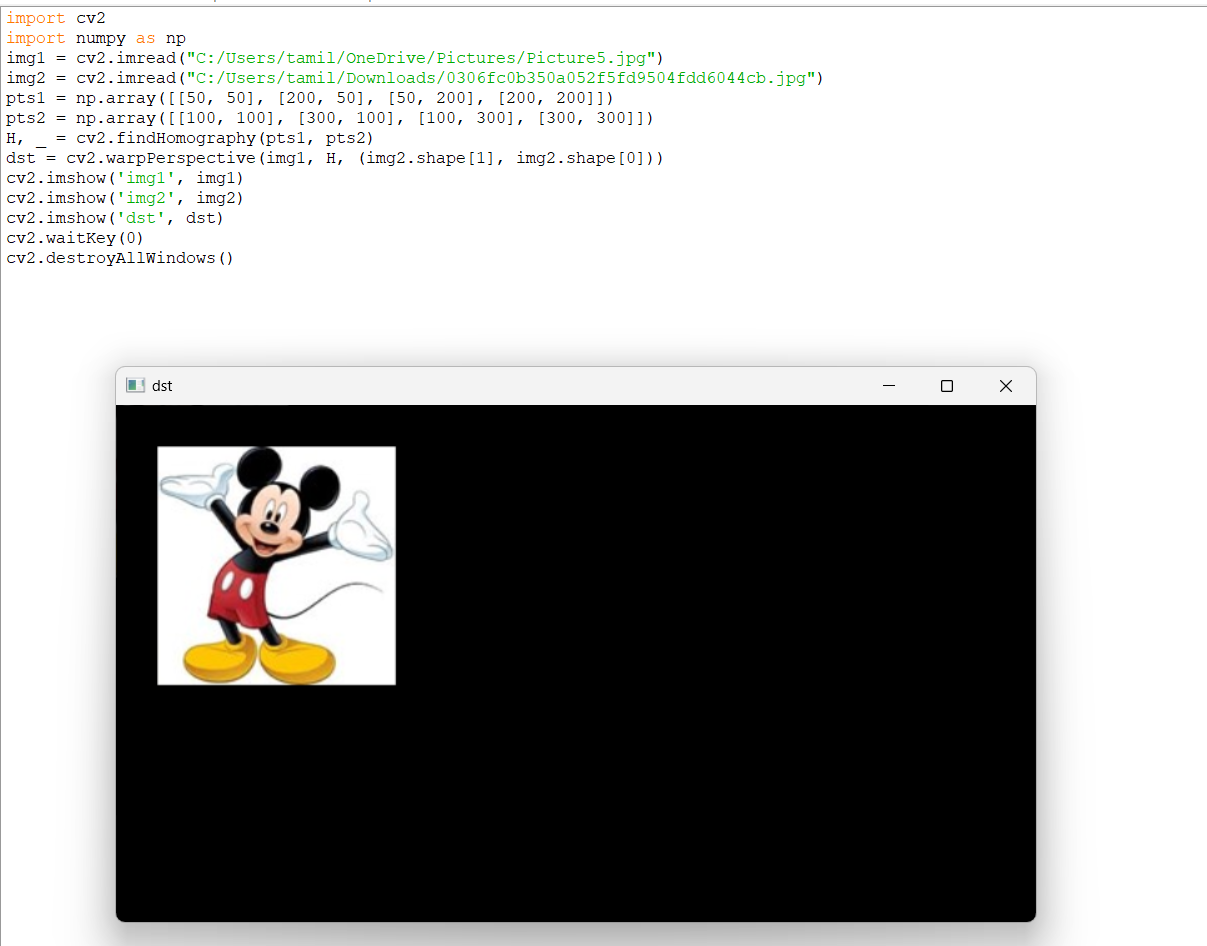 import cv2
import numpy as np
img1 = cv2.imread("C:/Users/tamil/OneDrive/Pictures/Picture5.jpg")
img2 = cv2.imread("C:/Users/tamil/Downloads/0306fc0b350a052f5fd9504fdd6044cb.jpg")
pts1 = np.array([[50, 50], [200, 50], [50, 200], [200, 200]])
pts2 = np.array([[100, 100], [300, 100], [100, 300], [300, 300]])
H, _ = cv2.findHomography(pts1, pts2)
dst = cv2.warpPerspective(img1, H, (img2.shape[1], img2.shape[0]))
cv2.imshow('img1', img1)
cv2.imshow('img2', img2)
cv2.imshow('dst', dst)
cv2.waitKey(0)
cv2.destroyAllWindows()
dst